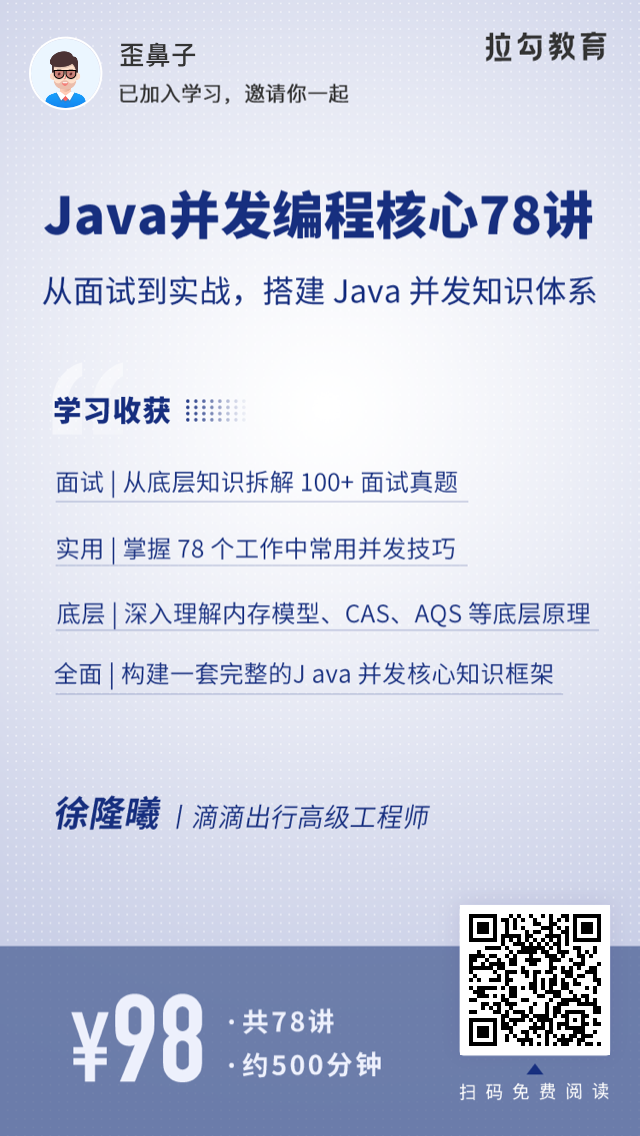 歪鼻子
已加入学习，邀请你一起
拉勾教育
Java并发编程核心78讲
从面试到实战，搭建 Java 并发知识体系
学习收获
面试 | 从底层知识拆解 100+ 面试真题
实用 | 掌握 78 个工作中常用并发技巧
底层 | 深入理解内存模型、CAS、AQS 等底层原理
全面 | 构建一套完整的J ava 并发核心知识框架
徐隆曦 | 滴滴出行高级工程师
¥98
·共78讲
·约500分钟
扫码免费阅读